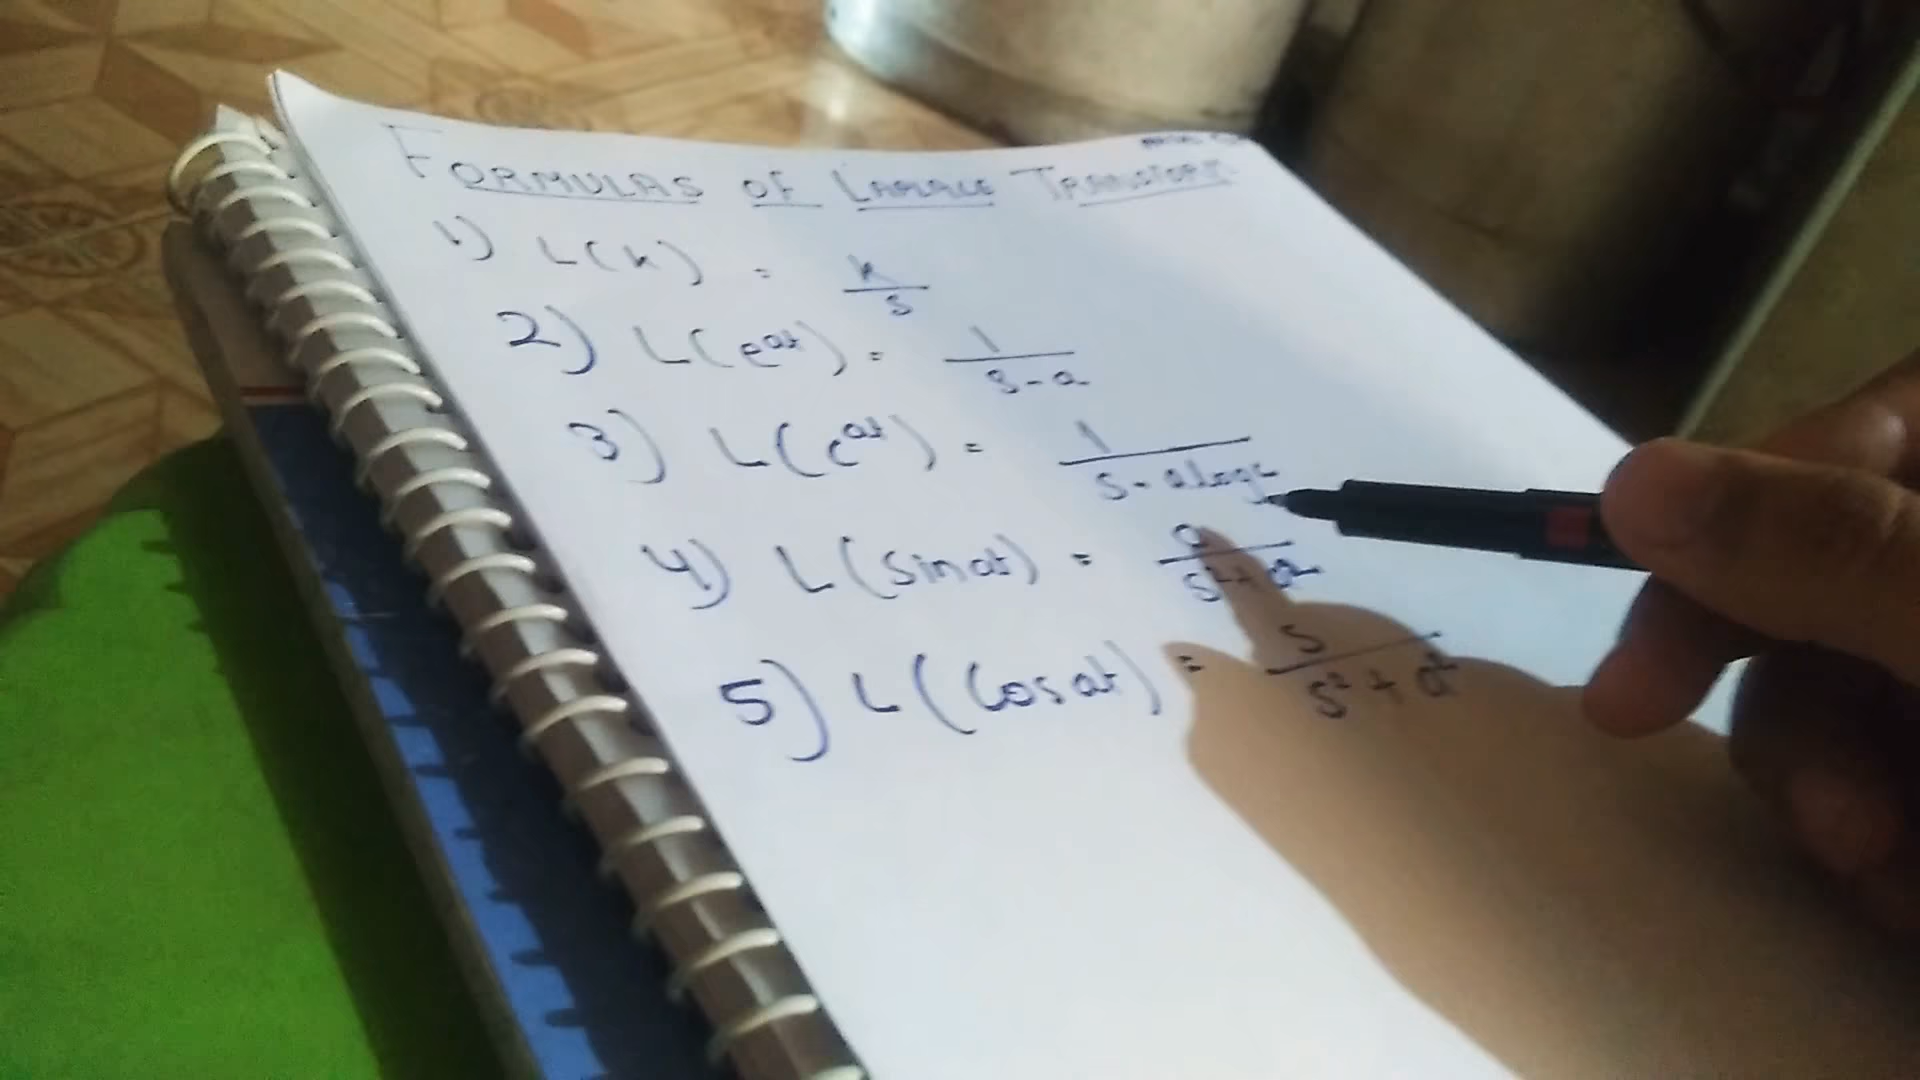 FORMULAS OF LAPLACE TRANSFORM
1) L(k) = k/s
2) L(e^at) = 1/s-a
3) L(c^at) = 1/s-alogc
4) L(sinat) = a/s²+a²
5) L(Cosat) = s/s²+a²